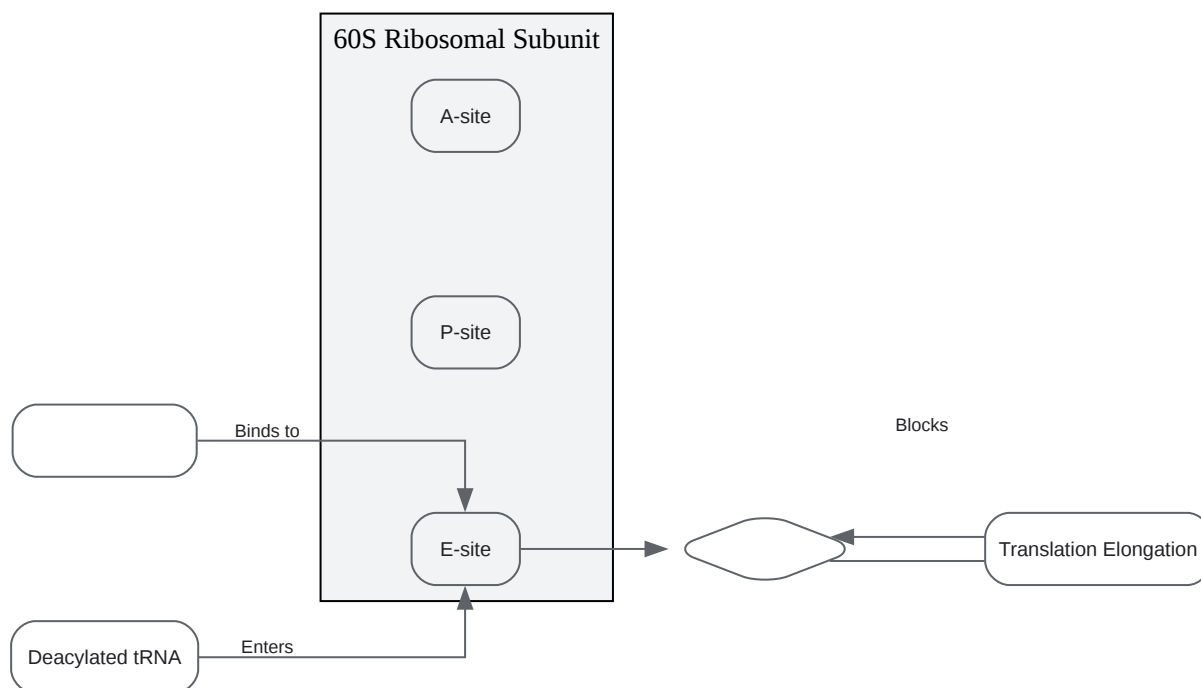 60S Ribosomal Subunit
A-site
P-site
Binds to
Blocks
E-site
Translation Elongation
Deacylated tRNA
Enters